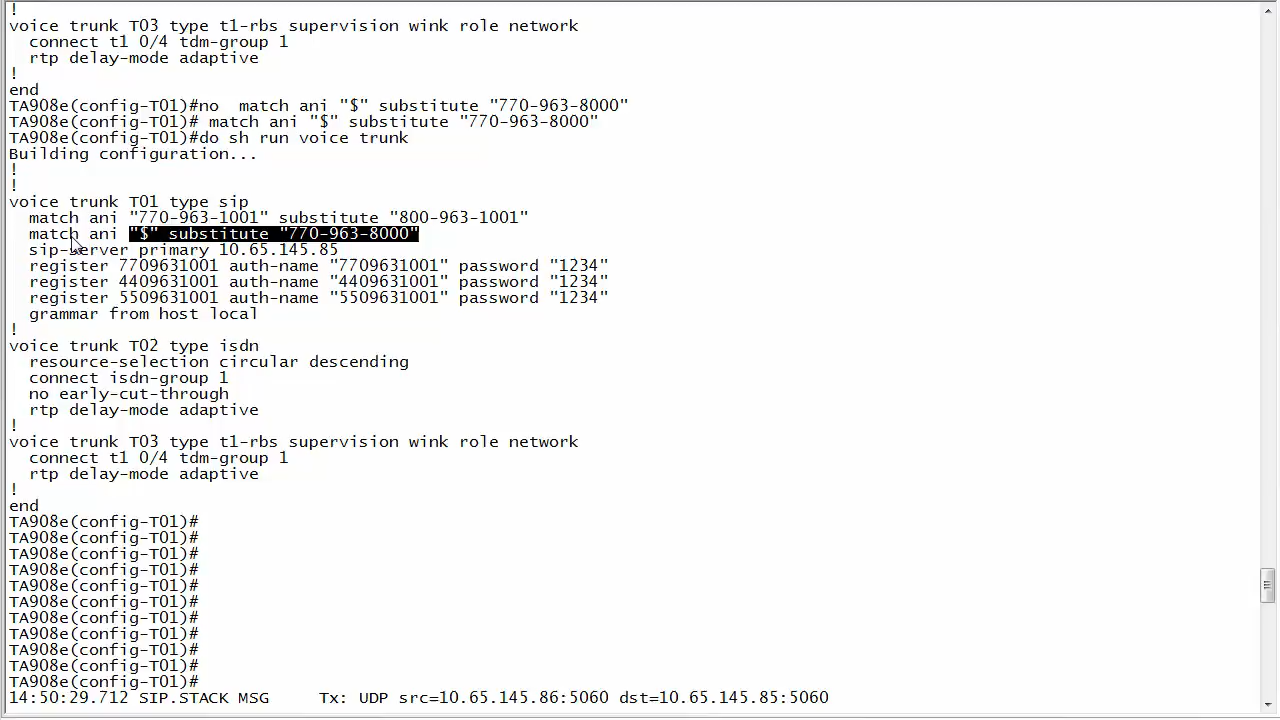 !
voice trunk T03 type t1-rbs supervision wink role network
  connect t1 0/4 tdm-group 1
  rtp delay-mode adaptive
!
end
TA908e(config-T01)#no  match ani "$" substitute "770-963-8000"
TA908e(config-T01)# match ani "$" substitute "770-963-8000"
TA908e(config-T01)#do sh run voice trunk
Building configuration...
!
!
voice trunk T01 type sip
  match ani "770-963-1001" substitute "800-963-1001"
  match ani "$" substitute "770-963-8000"
  sip-server primary 10.65.145.85
  register 7709631001 auth-name "7709631001" password "1234"
  register 4409631001 auth-name "4409631001" password "1234"
  register 5509631001 auth-name "5509631001" password "1234"
  grammar from host local
!
voice trunk T02 type isdn
  resource-selection circular descending
  connect isdn-group 1
  no early-cut-through
  rtp delay-mode adaptive
!
voice trunk T03 type t1-rbs supervision wink role network
  connect t1 0/4 tdm-group 1
  rtp delay-mode adaptive
!
end
TA908e(config-T01)#
TA908e(config-T01)#
TA908e(config-T01)#
TA908e(config-T01)#
TA908e(config-T01)#
TA908e(config-T01)#
TA908e(config-T01)#
TA908e(config-T01)#
TA908e(config-T01)#
TA908e(config-T01)#
TA908e(config-T01)#
14:50:29.712 SIP.STACK MSG     Tx: UDP src=10.65.145.86:5060 dst=10.65.145.85:5060